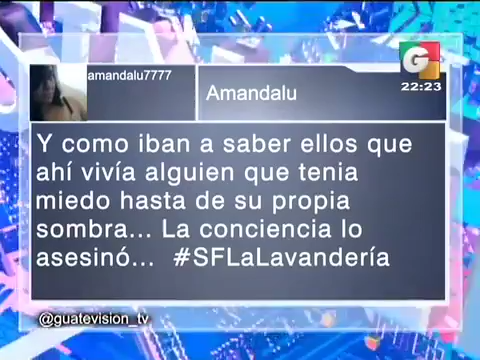 amandalu7777
Amandalu
G
22:23
Y como iban a saber ellos que
ahí vivía alguien que tenia
miedo hasta de su propia
sombra... La conciencia lo
asesinó... #SFLaLavandería
@guatevision_tv